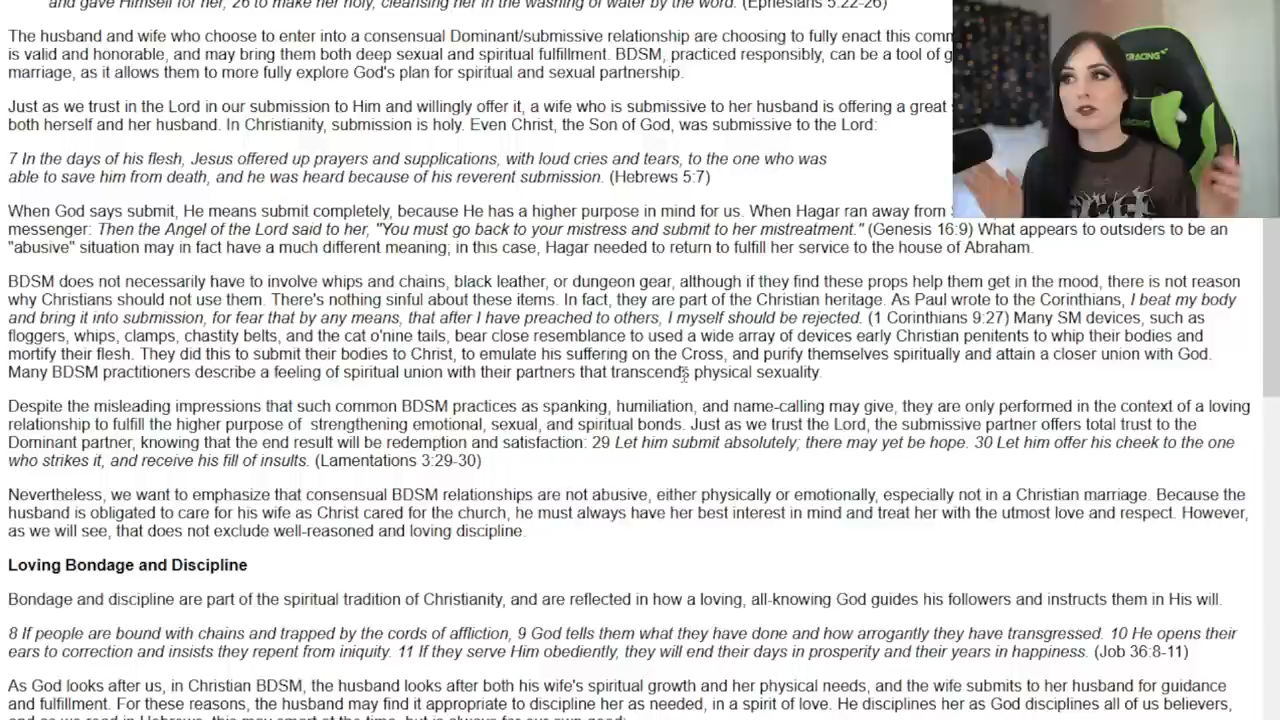 and gave Himself for her, 26 to make her holy, cleansing her in the washing of water by the word. (Ephesians 5:22-26)
The husband and wife who choose to enter into a consensual Dominant/submissive relationship are choosing to fully enact this comm
is valid and honorable, and may bring them both deep sexual and spiritual fulfillment. BDSM, practiced responsibly, can be a tool of g
marriage, as it allows them to more fully explore God's plan for spiritual and sexual partnership.
Just as we trust in the Lord in our submission to Him and willingly offer it, a wife who is submissive to her husband is offering a great
both herself and her husband. In Christianity, submission is holy. Even Christ, the Son of God, was submissive to the Lord:
7 In the days of his flesh, Jesus offered up prayers and supplications, with loud cries and tears, to the one who was
able to save him from death, and he was heard because of his reverent submission. (Hebrews 5:7)
When God says submit, He means submit completely, because He has a higher purpose in mind for us. When Hagar ran away from
messenger: Then the Angel of the Lord said to her, "You must go back to your mistress and submit to her mistreatment." (Genesis 16:9) What appears to outsiders to be an
"abusive" situation may in fact have a much different meaning; in this case, Hagar needed to return to fulfill her service to the house of Abraham.
BDSM does not necessarily have to involve whips and chains, black leather, or dungeon gear, although if they find these props help them get in the mood, there is not reason
why Christians should not use them. There's nothing sinful about these items. In fact, they are part of the Christian heritage. As Paul wrote to the Corinthians, I beat my body
and bring it into submission, for fear that by any means, that after I have preached to others, I myself should be rejected. (1 Corinthians 9:27) Many SM devices, such as
floggers, whips, clamps, chastity belts, and the cat o'nine tails, bear close resemblance to used a wide array of devices early Christian penitents to whip their bodies and
mortify their flesh. They did this to submit their bodies to Christ, to emulate his suffering on the Cross, and purify themselves spiritually and attain a closer union with God.
Many BDSM practitioners describe a feeling of spiritual union with their partners that transcends physical sexuality.
Despite the misleading impressions that such common BDSM practices as spanking, humiliation, and name-calling may give, they are only performed in the context of a loving
relationship to fulfill the higher purpose of strengthening emotional, sexual, and spiritual bonds. Just as we trust the Lord, the submissive partner offers total trust to the
Dominant partner, knowing that the end result will be redemption and satisfaction: 29 Let him submit absolutely; there may yet be hope. 30 Let him offer his cheek to the one
who strikes it, and receive his fill of insults. (Lamentations 3:29-30)
Nevertheless, we want to emphasize that consensual BDSM relationships are not abusive, either physically or emotionally, especially not in a Christian marriage. Because the
husband is obligated to care for his wife as Christ cared for the church, he must always have her best interest in mind and treat her with the utmost love and respect. However,
as we will see, that does not exclude well-reasoned and loving discipline.
Loving Bondage and Discipline
Bondage and discipline are part of the spiritual tradition of Christianity, and are reflected in how a loving, all-knowing God guides his followers and instructs them in His will.
8 If people are bound with chains and trapped by the cords of affliction, 9 God tells them what they have done and how arrogantly they have transgressed. 10 He opens their
ears to correction and insists they repent from iniquity. 11 If they serve Him obediently, they will end their days in prosperity and their years in happiness. (Job 36:8-11)
As God looks after us, in Christian BDSM, the husband looks after both his wife's spiritual growth and her physical needs, and the wife submits to her husband for guidance
and fulfillment. For these reasons, the husband may find it appropriate to discipline her as needed, in a spirit of love. He disciplines her as God disciplines all of us believers,
and as we read in Hebrews, this may smart at the time, but is always for our own good: